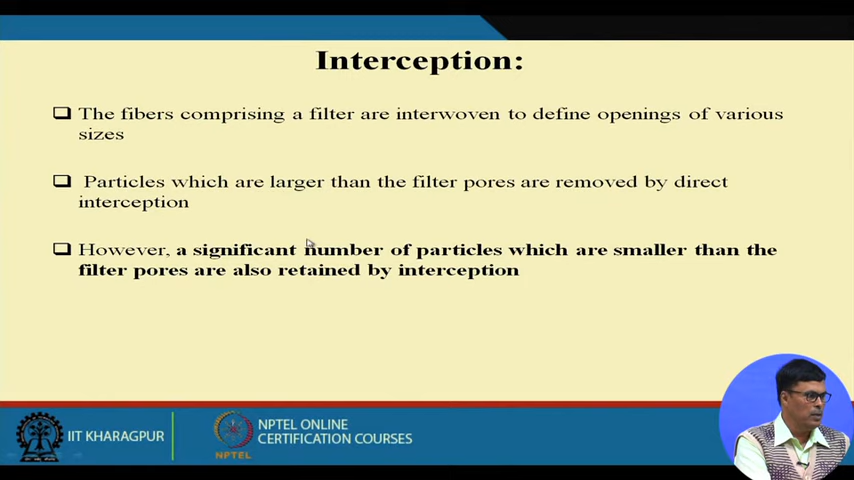 Interception:
❑ The fibers comprising a filter are interwoven to define openings of various
sizes
❑ Particles which are larger than the filter pores are removed by direct
interception
❑ However, a significant number of particles which are smaller than the
filter pores are also retained by interception
IIT KHARAGPUR
NPTEL
NPTEL ONLINE
CERTIFICATION COURSES